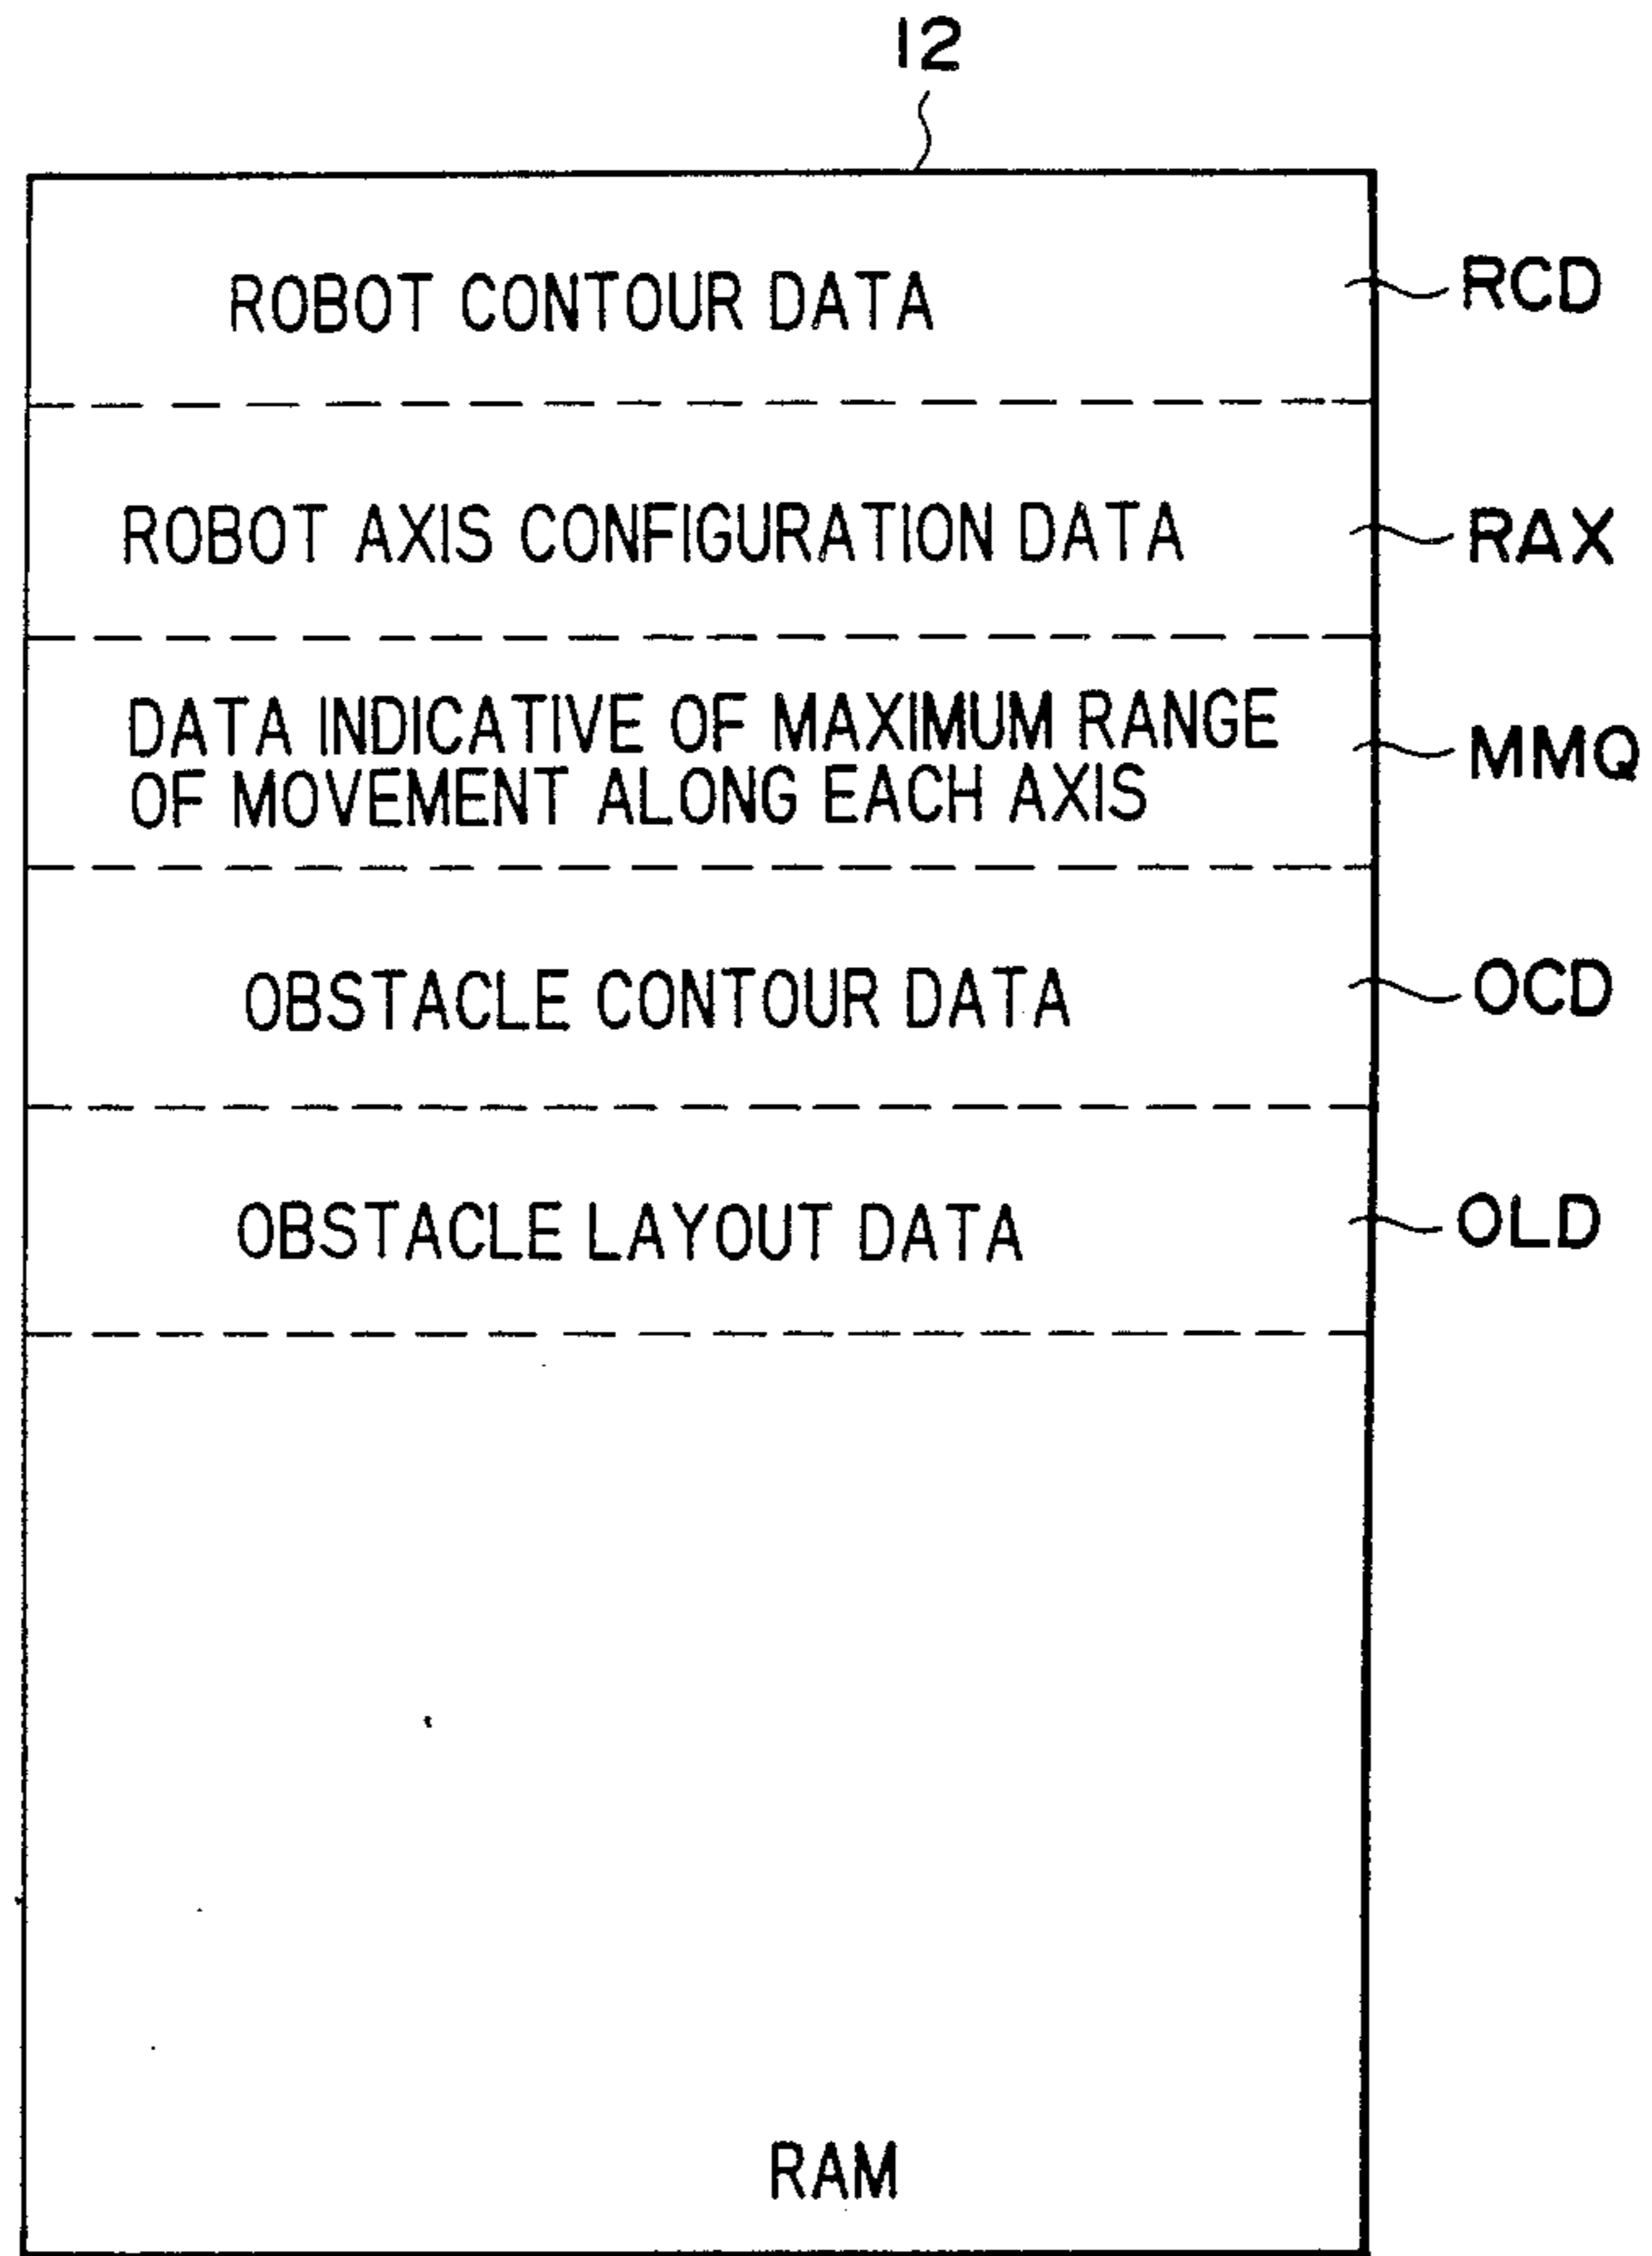 12
ROBOT CONTOUR DATA
RCD
ROBOT AXIS CONFIGURATION DATA
RAX
DATA INDICATIVE OF MAXIMUM RANGE
OF MOVEMENT ALONG EACH AXIS
MMQ
OBSTACLE CONTOUR DATA
OCD
OBSTACLE LAYOUT DATA
OLD
RAM